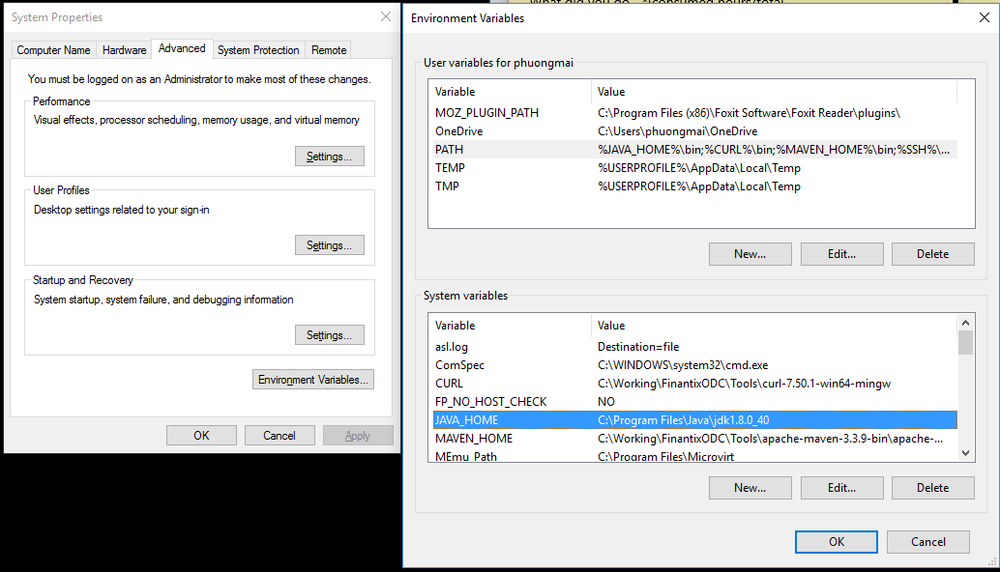 What did you do - *(consumed hours/total
System Properties
Computer Name
Hardware
Advanced
System Protection
Remote
You must be logged on as an Administrator to make most of these changes.
Performance
Visual effects, processor scheduling, memory usage, and virtual memory
Settings...
User Profiles
Desktop settings related to your sign-in
Settings...
Startup and Recovery
System startup, system failure, and debugging information
Settings...
Environment Variables...
OK
Cancel
Apply
Environment Variables
User variables for phuongmai
Variable Value
MOZ_PLUGIN_PATH C:\Program Files (x86)\Foxit Software\Foxit Reader\plugins\
OneDrive C:\Users\phuongmai\OneDrive
PATH %JAVA_HOME%\bin;%CURL%\bin;%MAVEN_HOME%\bin;%SSH%\...
TEMP %USERPROFILE%\AppData\Local\Temp
TMP %USERPROFILE%\AppData\Local\Temp
New...
Edit...
Delete
System variables
Variable Value
asl.log Destination=file
ComSpec C:\WINDOWS\system32\cmd.exe
CURL C:\Working\FinantixODC\Tools\curl-7.50.1-win64-mingw
FP_NO_HOST_CHECK NO
JAVA_HOME C:\Program Files\Java\jdk1.8.0_40
MAVEN_HOME C:\Working\FinantixODC\Tools\apache-maven-3.3.9-bin\apache-...
MEmu_Path C:\Program Files\Microvirt
New...
Edit...
Delete
OK
Cancel